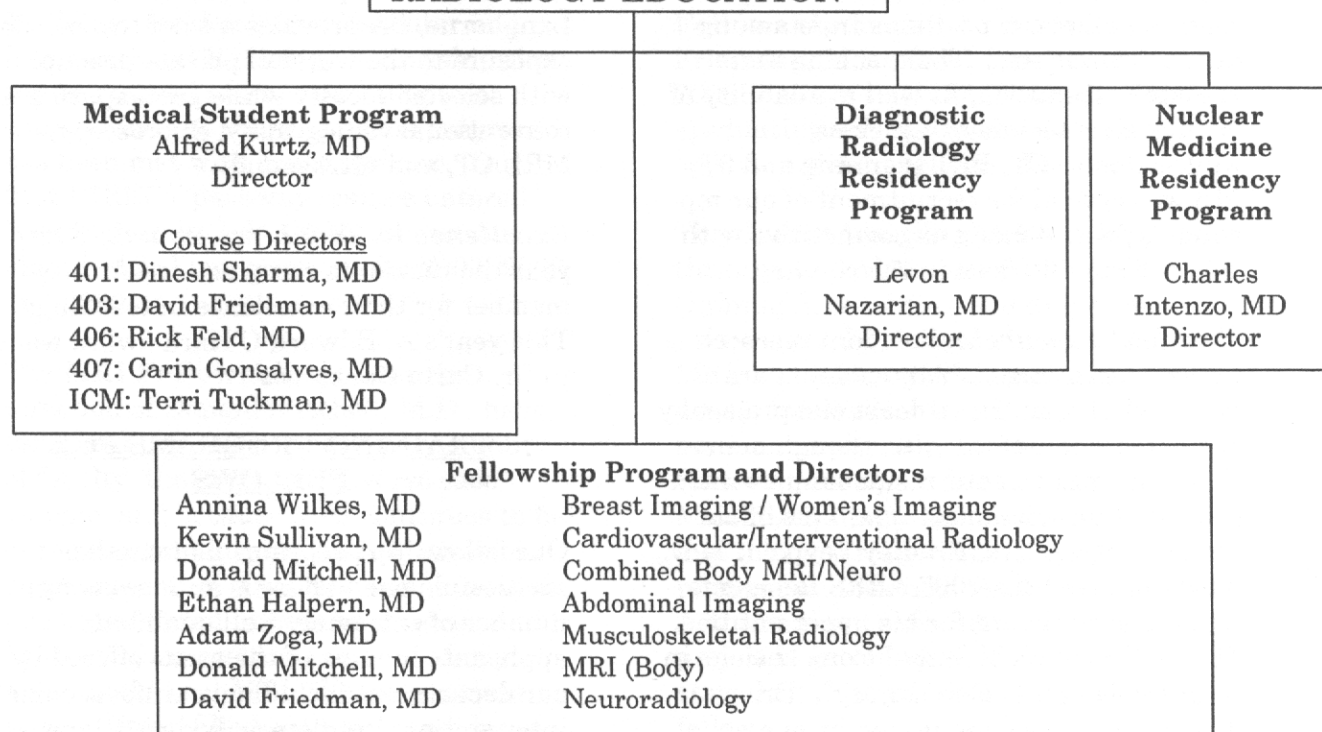 RADIOLOGY EDUCATION
Medical Student Program
Alfred Kurtz, MD
Director
Course Directors
401: Dinesh Sharma, MD
403: David Friedman, MD
406: Rick Feld, MD
407: Carin Gonsalves, MD
ICM: Terri Tuckman, MD
Diagnostic
Radiology
Residency
Program
Levon
Nazarian, MD
Director
Nuclear
Medicine
Residency
Program
Charles
Intenzo, MD
Director
Fellowship Program and Directors
Annina Wilkes, MD Breast Imaging / Women's Imaging
Kevin Sullivan, MD Cardiovascular/Interventional Radiology
Donald Mitchell, MD Combined Body MRI/Neuro
Ethan Halpern, MD Abdominal Imaging
Adam Zoga, MD Musculoskeletal Radiology
Donald Mitchell, MD MRI (Body)
David Friedman, MD Neuroradiology